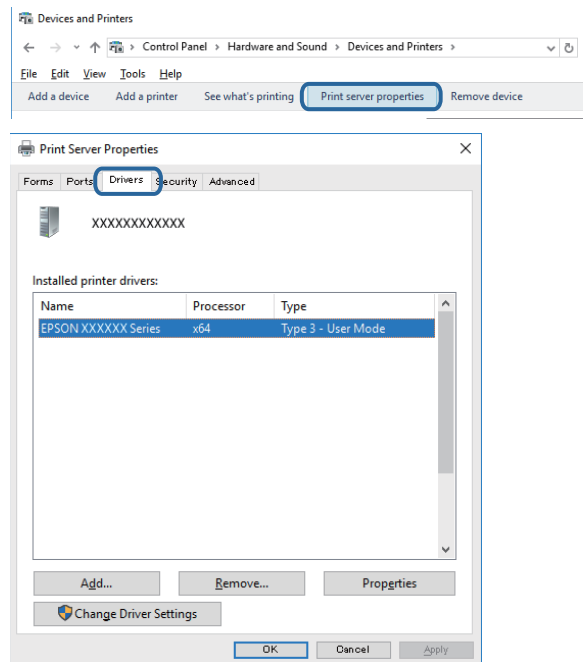 Devices and Printers
Control Panel > Hardware and Sound > Devices and Printers >
File Edit View Tools Help
Add a device Add a printer See what's printing Print server properties Remove device
Print Server Properties
Forms Ports Drivers Security Advanced
XXXXXXXXXXXX
Installed printer drivers:
Name Processor Type
EPSON XXXXXX Series x64 Type 3 - User Mode
Add... Remove... Properties
Change Driver Settings
OK Cancel Apply